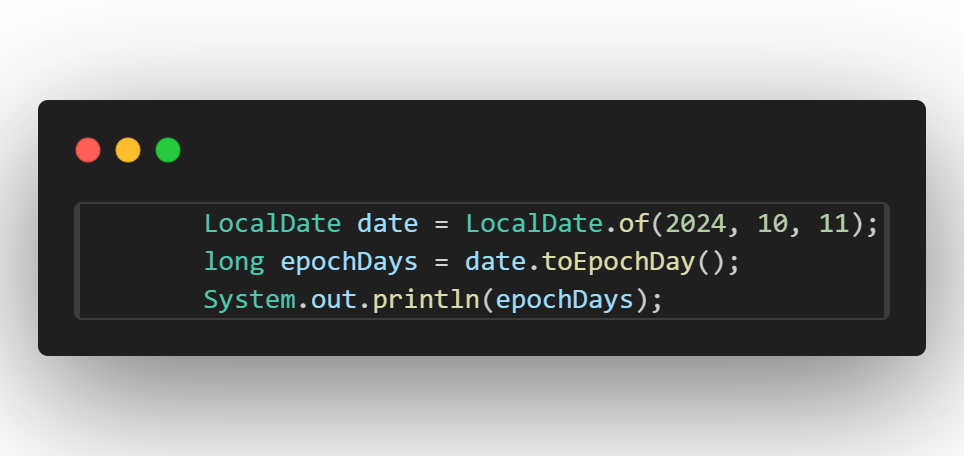 LocalDate date = LocalDate.of(2024, 10, 11);
long epochDays = date.toEpochDay();
System.out.println(epochDays);